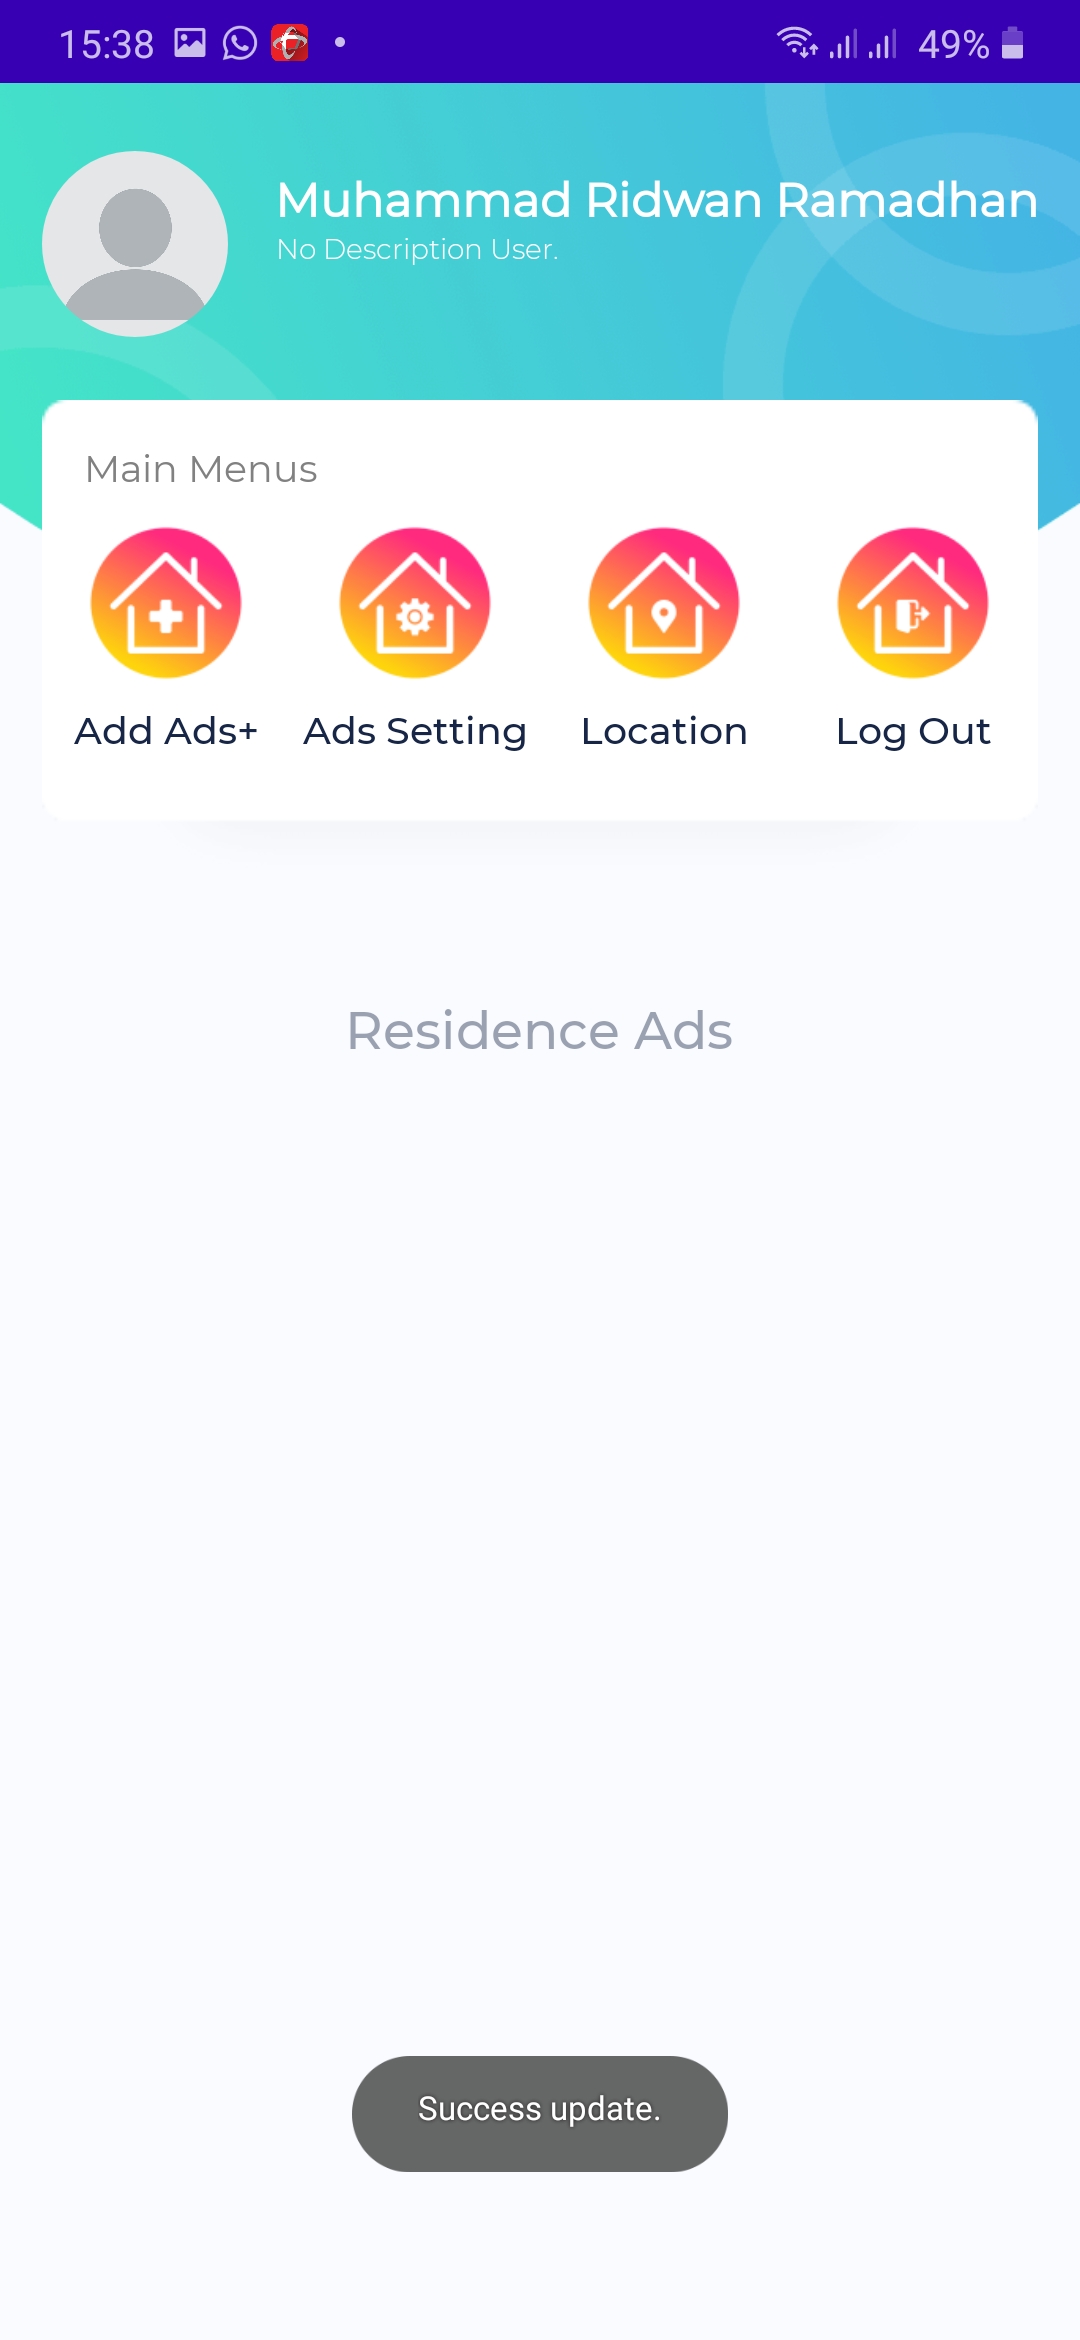 15:38 49%
Muhammad Ridwan Ramadhan
No Description User.
Main Menus
Add Ads+ Ads Setting Location Log Out
Residence Ads
Success update.